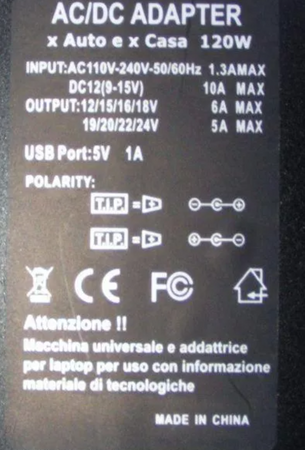 AC/DC ADAPTER
x Auto e x Casa 120W
INPUT:AC110V-240V-50/60Hz 1.3AMAX
DC12(9-15V) 10A MAX
OUTPUT:12/15/16/18V 6A MAX
19/20/22/24V 5A MAX
USB Port:5V 1A
POLARITY:
T.I.P. =
T.I.P. =
CE FC
Attenzione !!
Macchina universale e addattrice
per laptop per uso con informazione
materiale di tecnologiche
MADE IN CHINA